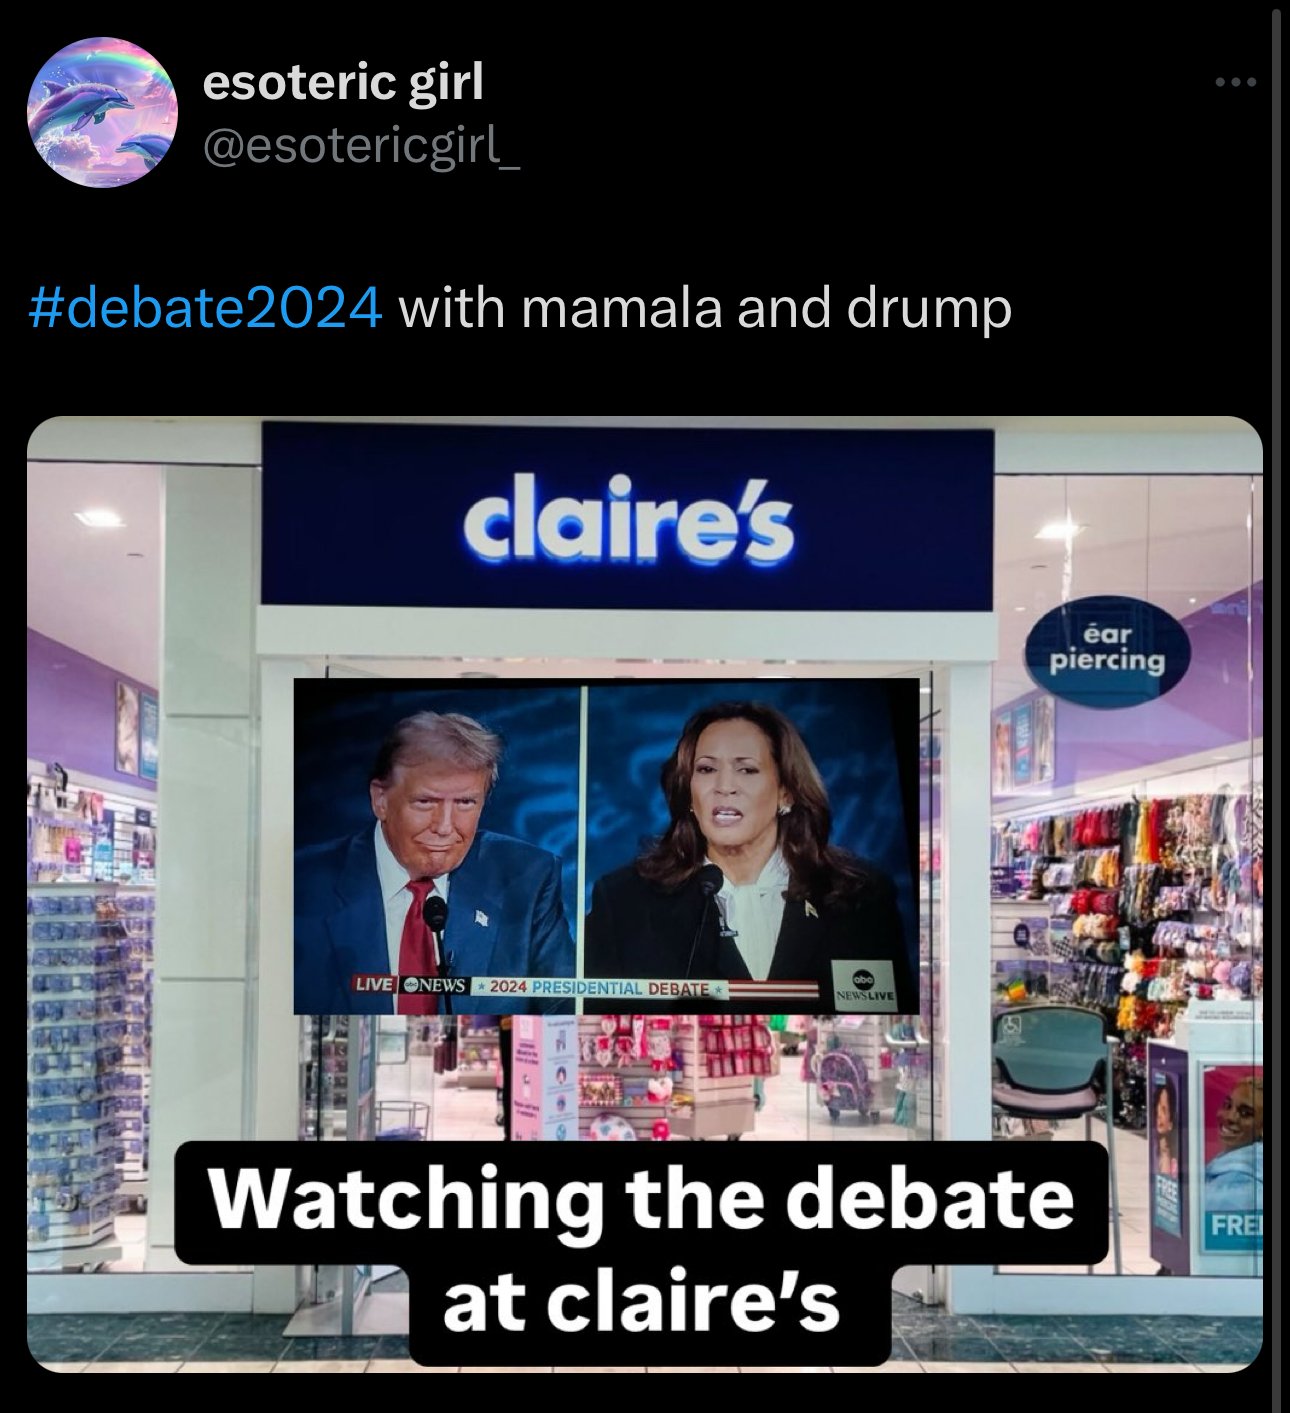 esoteric girl
@esotericgirl_
#debate2024 with mamala and drump
claire's
ear
piercing
LIVE abc NEWS ★ 2024 PRESIDENTIAL DEBATE ★
abc
NEWS LIVE
FREE
FREE
Watching the debate
at claire's